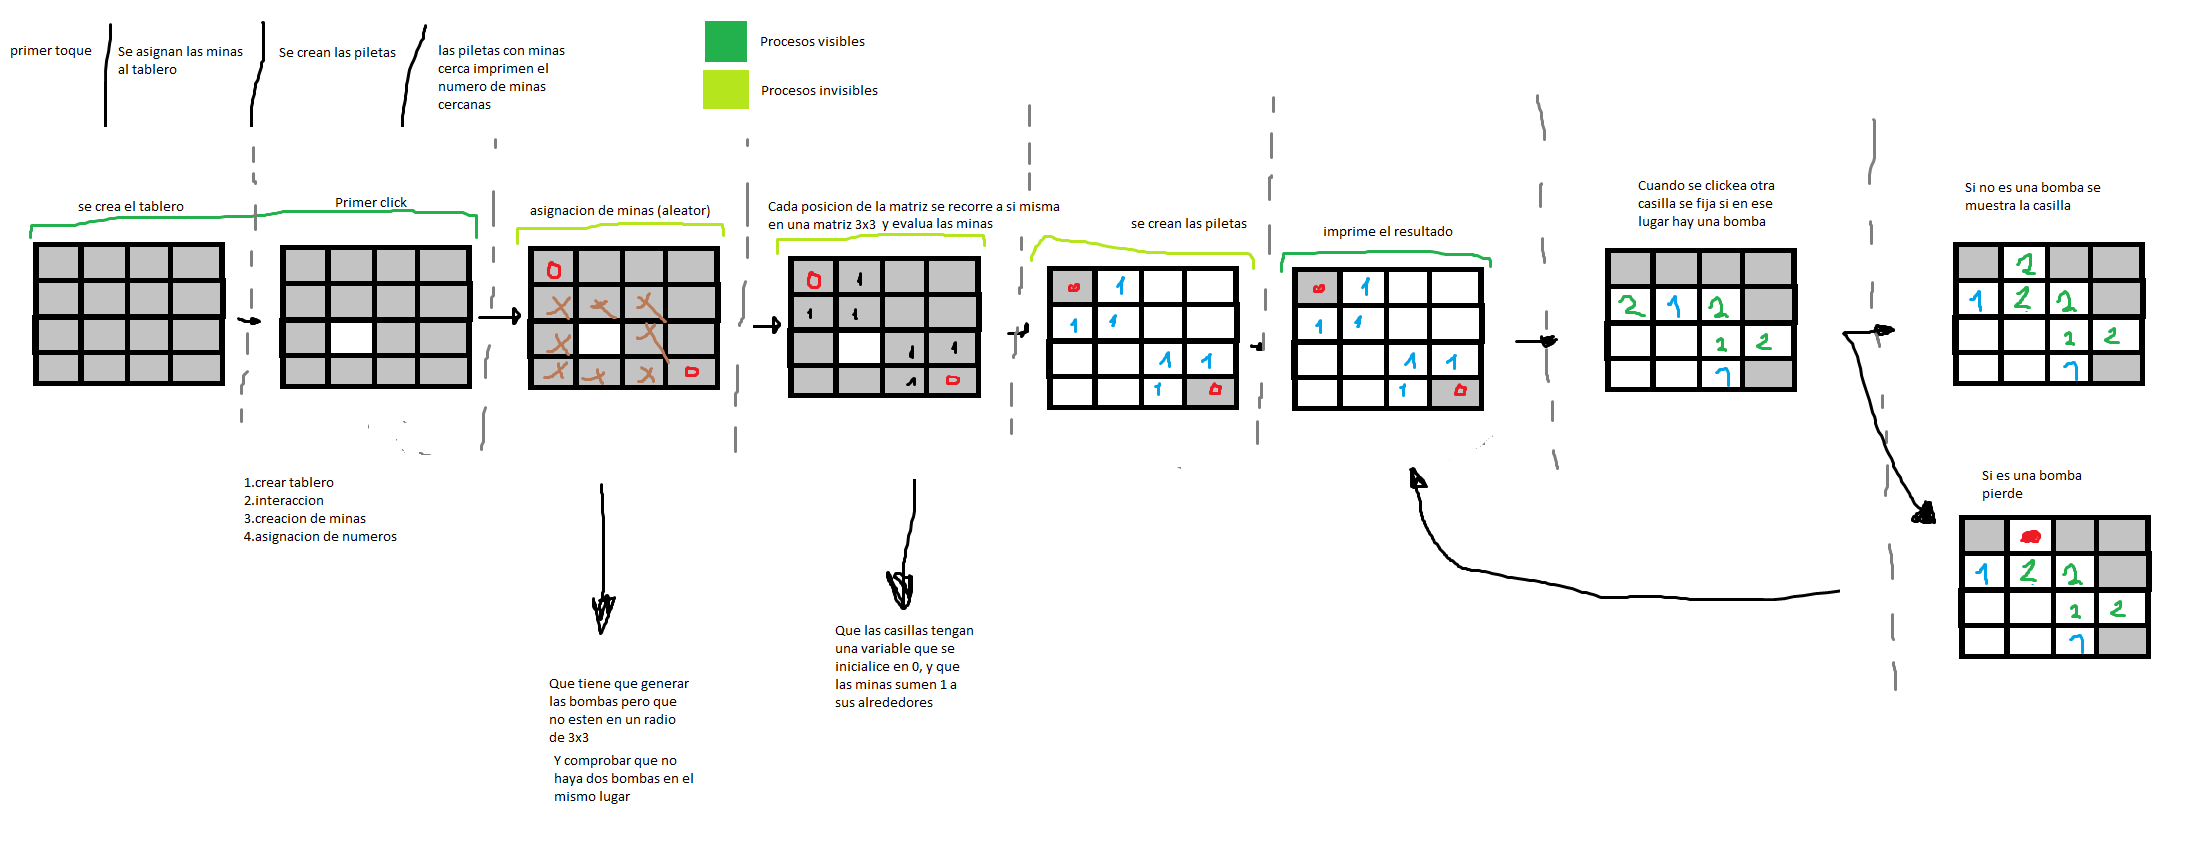 primer toque
Se asignan las minas
al tablero
Se crean las piletas
las piletas con minas
cerca imprimen el
numero de minas
cercanas
Procesos visibles
Procesos invisibles
se crea el tablero
Primer click
asignacion de minas (aleator)
Cada posicion de la matriz se recorre a si misma
en una matriz 3x3 y evalua las minas
se crean las piletas
imprime el resultado
Cuando se clickea otra
casilla se fija si en ese
lugar hay una bomba
Si no es una bomba se
muestra la casilla
0
X X X
X X
X X X 0
0 1
1 1
1 1
1 0
1
1 1
1 1
1 0
1
1 1
1 1
1 0
2 1 2
1 2
1
2
1 2 2
1 2
1
1.crear tablero
2.interaccion
3.creacion de minas
4.asignacion de numeros
Si es una bomba
pierde
1 2 2
1 2
1
Que tiene que generar
las bombas pero que
no esten en un radio
de 3x3
Y comprobar que no
haya dos bombas en el
mismo lugar
Que las casillas tengan
una variable que se
inicialice en 0, y que
las minas sumen 1 a
sus alrededores